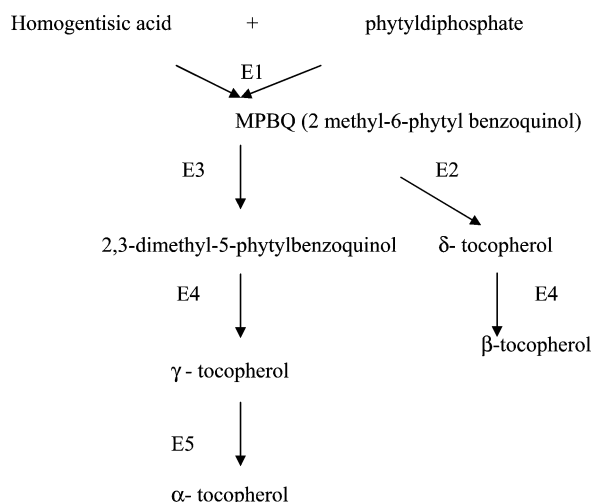 Homogentisic acid + phytyldiphosphate
E1
MPBQ (2 methyl-6-phytyl benzoquinol)
E3 E2
2,3-dimethyl-5-phytylbenzoquinol δ- tocopherol
E4 E4
β-tocopherol
γ - tocopherol
E5
α- tocopherol